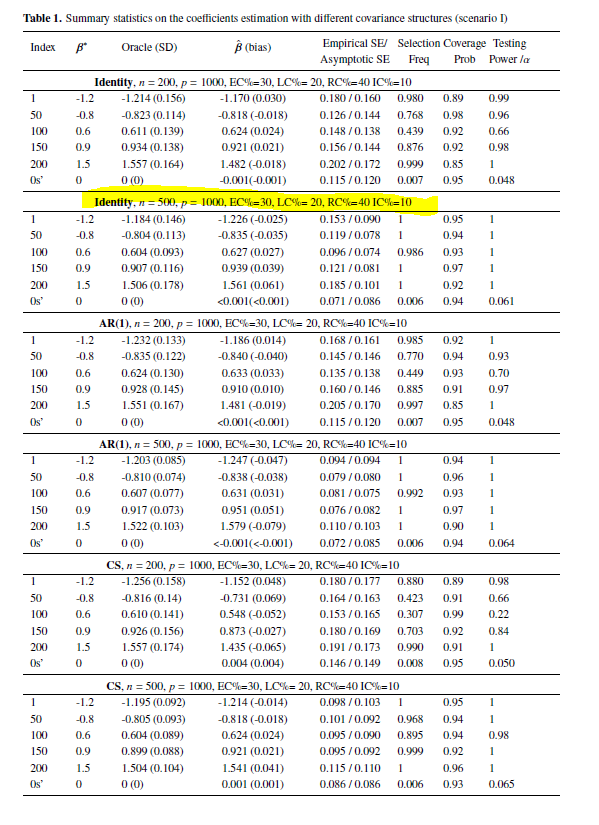 Table 1. Summary statistics on the coefficients estimation with different covariance structures (scenario I)
Index β* Oracle (SD) β̂ (bias) Empirical SE/ Asymptotic SE Selection Freq Coverage Prob Testing Power /α
Identity, n = 200, p = 1000, EC%=30, LC%= 20, RC%=40 IC%=10
1 -1.2 -1.214 (0.156) -1.170 (0.030) 0.180 / 0.160 0.980 0.89 0.99
50 -0.8 -0.823 (0.114) -0.818 (-0.018) 0.126 / 0.144 0.768 0.98 0.96
100 0.6 0.611 (0.139) 0.624 (0.024) 0.148 / 0.138 0.439 0.92 0.66
150 0.9 0.934 (0.138) 0.921 (0.021) 0.156 / 0.144 0.876 0.92 0.98
200 1.5 1.557 (0.164) 1.482 (-0.018) 0.202 / 0.172 0.999 0.85 1
0s' 0 0 (0) -0.001(-0.001) 0.115 / 0.120 0.007 0.95 0.048
Identity, n = 500, p = 1000, EC%=30, LC%= 20, RC%=40 IC%=10
1 -1.2 -1.184 (0.146) -1.226 (-0.025) 0.153 / 0.090 1 0.95 1
50 -0.8 -0.804 (0.113) -0.835 (-0.035) 0.119 / 0.078 1 0.94 1
100 0.6 0.604 (0.093) 0.627 (0.027) 0.096 / 0.074 0.986 0.93 1
150 0.9 0.907 (0.116) 0.939 (0.039) 0.121 / 0.081 1 0.97 1
200 1.5 1.506 (0.178) 1.561 (0.061) 0.185 / 0.101 1 0.92 1
0s' 0 0 (0) <0.001(<0.001) 0.071 / 0.086 0.006 0.94 0.061
AR(1), n = 200, p = 1000, EC%=30, LC%= 20, RC%=40 IC%=10
1 -1.2 -1.232 (0.133) -1.186 (0.014) 0.168 / 0.161 0.985 0.92 1
50 -0.8 -0.835 (0.122) -0.840 (-0.040) 0.145 / 0.146 0.770 0.94 0.93
100 0.6 0.624 (0.130) 0.633 (0.033) 0.135 / 0.138 0.449 0.93 0.70
150 0.9 0.928 (0.145) 0.910 (0.010) 0.160 / 0.146 0.885 0.91 0.97
200 1.5 1.551 (0.167) 1.481 (-0.019) 0.205 / 0.170 0.997 0.85 1
0s' 0 0 (0) <0.001(<0.001) 0.115 / 0.120 0.007 0.95 0.048
AR(1), n = 500, p = 1000, EC%=30, LC%= 20, RC%=40 IC%=10
1 -1.2 -1.203 (0.085) -1.247 (-0.047) 0.094 / 0.094 1 0.94 1
50 -0.8 -0.810 (0.074) -0.838 (-0.038) 0.079 / 0.080 1 0.96 1
100 0.6 0.607 (0.077) 0.631 (0.031) 0.081 / 0.075 0.992 0.93 1
150 0.9 0.917 (0.073) 0.951 (0.051) 0.076 / 0.082 1 0.97 1
200 1.5 1.522 (0.103) 1.579 (-0.079) 0.110 / 0.103 1 0.90 1
0s' 0 0 (0) <-0.001(<-0.001) 0.072 / 0.085 0.006 0.94 0.064
CS, n = 200, p = 1000, EC%=30, LC%= 20, RC%=40 IC%=10
1 -1.2 -1.256 (0.158) -1.152 (0.048) 0.180 / 0.177 0.880 0.89 0.98
50 -0.8 -0.816 (0.14) -0.731 (0.069) 0.164 / 0.163 0.423 0.91 0.66
100 0.6 0.610 (0.141) 0.548 (-0.052) 0.153 / 0.165 0.307 0.99 0.22
150 0.9 0.926 (0.156) 0.873 (-0.027) 0.180 / 0.169 0.703 0.92 0.84
200 1.5 1.557 (0.174) 1.435 (-0.065) 0.191 / 0.173 0.990 0.91 1
0s' 0 0 (0) 0.004 (0.004) 0.146 / 0.149 0.008 0.95 0.050
CS, n = 500, p = 1000, EC%=30, LC%= 20, RC%=40 IC%=10
1 -1.2 -1.195 (0.092) -1.214 (-0.014) 0.098 / 0.103 1 0.95 1
50 -0.8 -0.805 (0.093) -0.818 (-0.018) 0.101 / 0.092 0.968 0.94 1
100 0.6 0.604 (0.089) 0.624 (0.024) 0.095 / 0.090 0.895 0.94 0.98
150 0.9 0.899 (0.088) 0.921 (0.021) 0.095 / 0.092 0.999 0.92 1
200 1.5 1.504 (0.104) 1.541 (0.041) 0.115 / 0.110 1 0.96 1
0s' 0 0 (0) 0.001 (0.001) 0.086 / 0.086 0.006 0.93 0.065